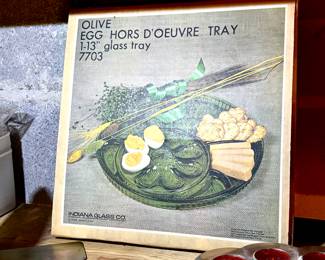 OLIVE
EGG HORS D'OEUVRE TRAY
1-13" glass tray
7703
INDIANA GLASS CO.